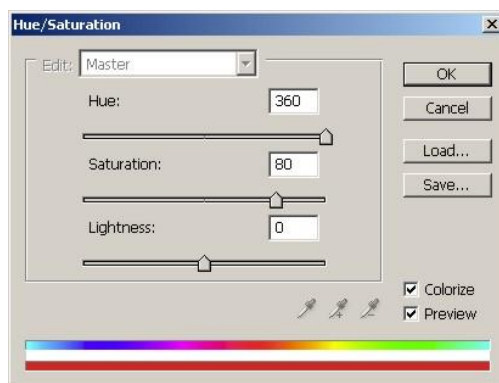 Hue/Saturation
Edit: Master
OK
Hue: 360
Cancel
Load...
Saturation: 80
Save...
Lightness: 0
Colorize
Preview